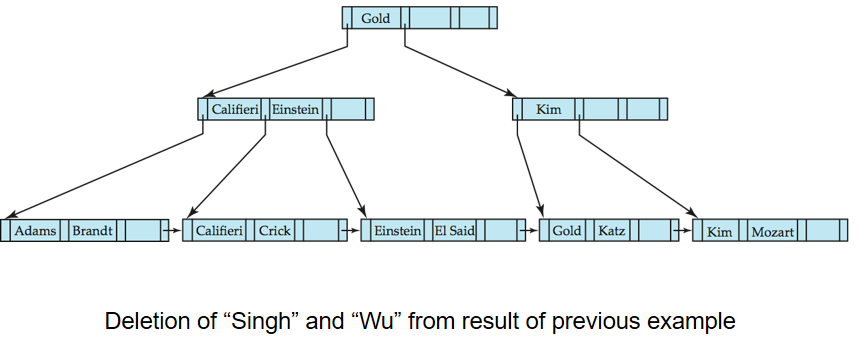 Gold
Califieri Einstein Kim
Adams Brandt Califieri Crick Einstein El Said Gold Katz Kim Mozart
Deletion of “Singh” and “Wu” from result of previous example